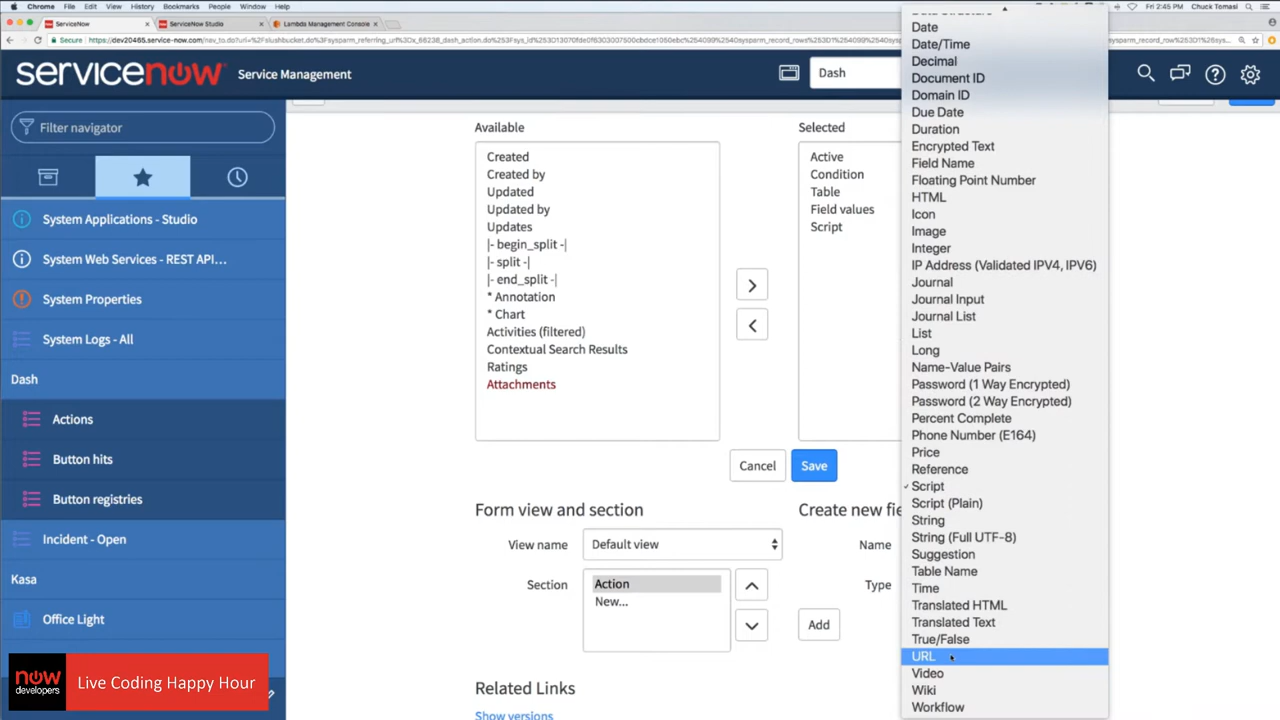 Chrome File Edit View History Bookmarks People Window Help
Fri 2:45 PM Chuck Tomasi
ServiceNow
ServiceNow Studio
Lambda Management Console
Secure
servicenow Service Management
Dash
Filter navigator
System Applications - Studio
System Web Services - REST API...
System Properties
System Logs - All
Dash
Actions
Button hits
Button registries
Incident - Open
Kasa
Office Light
now developers
Live Coding Happy Hour
Available
Created
Created by
Updated
Updated by
Updates
|- begin_split -|
|- split -|
|- end_split -|
* Annotation
* Chart
Activities (filtered)
Contextual Search Results
Ratings
Attachments
Selected
Active
Condition
Table
Field values
Script
Cancel
Save
Form view and section
View name
Default view
Section
Action
New...
Create new fie
Name
Type
Add
Related Links
Show versions
Date
Date/Time
Decimal
Document ID
Domain ID
Due Date
Duration
Encrypted Text
Field Name
Floating Point Number
HTML
Icon
Image
Integer
IP Address (Validated IPV4, IPV6)
Journal
Journal Input
Journal List
List
Long
Name-Value Pairs
Password (1 Way Encrypted)
Password (2 Way Encrypted)
Percent Complete
Phone Number (E164)
Price
Reference
Script
Script (Plain)
String
String (Full UTF-8)
Suggestion
Table Name
Time
Translated HTML
Translated Text
True/False
URL
Video
Wiki
Workflow